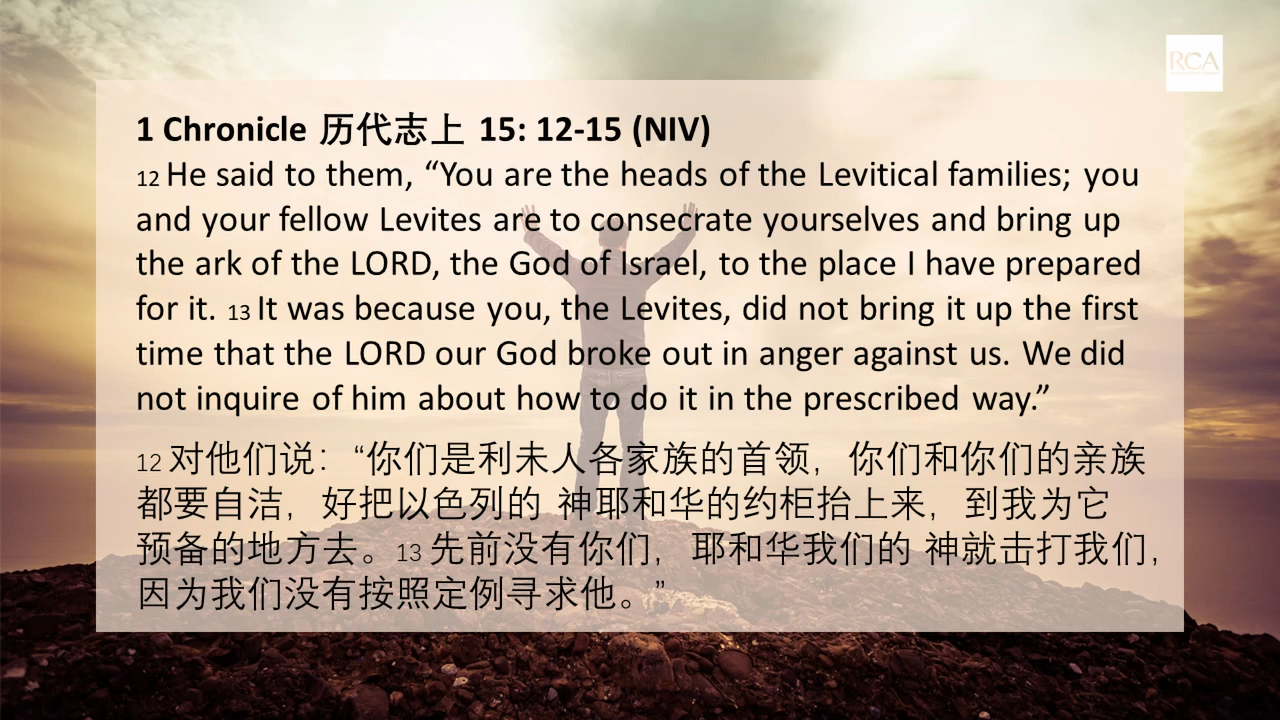 RCA
1 Chronicle 历代志上 15: 12-15 (NIV)
12 He said to them, “You are the heads of the Levitical families; you
and your fellow Levites are to consecrate yourselves and bring up
the ark of the LORD, the God of Israel, to the place I have prepared
for it. 13 It was because you, the Levites, did not bring it up the first
time that the LORD our God broke out in anger against us. We did
not inquire of him about how to do it in the prescribed way.”
12 对他们说：“你们是利未人各家族的首领，你们和你们的亲族
都要自洁，好把以色列的 神耶和华的约柜抬上来，到我为它
预备的地方去。13 先前没有你们，耶和华我们的 神就击打我们，
因为我们没有按照定例寻求他。”